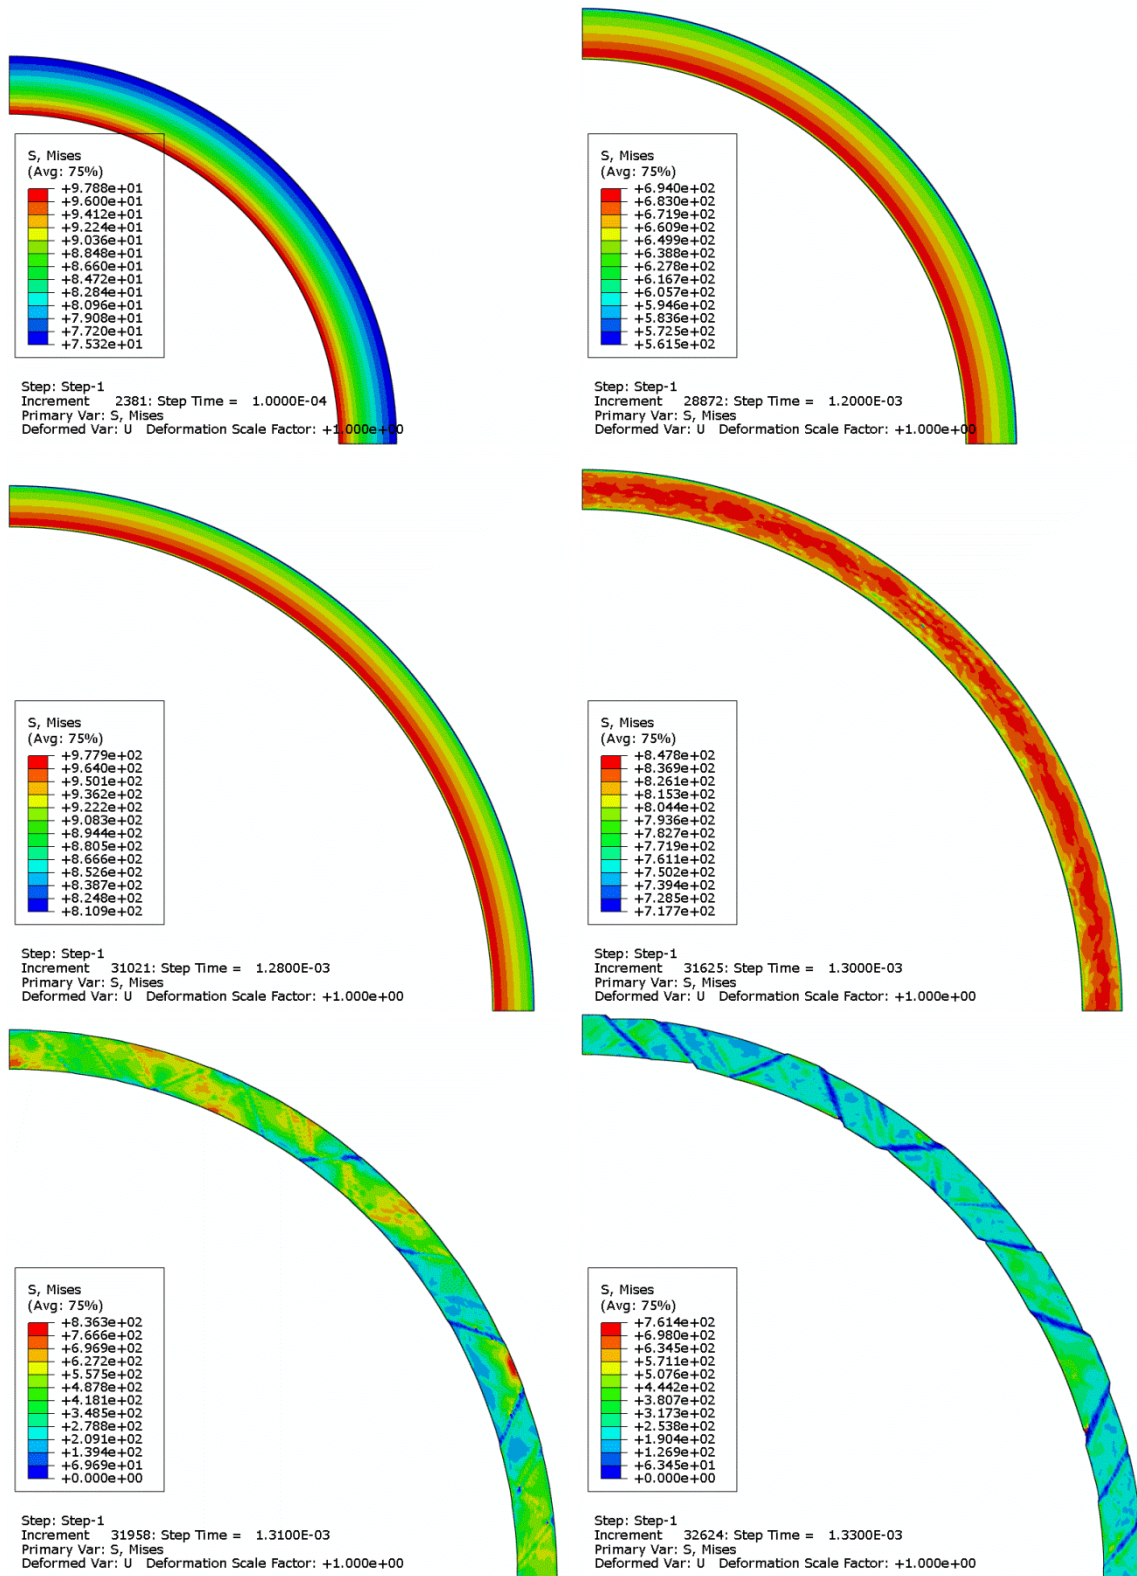 S, Mises
(Avg: 75%)
+9.788e+01
+9.600e+01
+9.412e+01
+9.224e+01
+9.036e+01
+8.848e+01
+8.660e+01
+8.472e+01
+8.284e+01
+8.096e+01
+7.908e+01
+7.720e+01
+7.532e+01
Step: Step-1
Increment 2381: Step Time = 1.0000E-04
Primary Var: S, Mises
Deformed Var: U Deformation Scale Factor: +1.000e+00
S, Mises
(Avg: 75%)
+6.940e+02
+6.830e+02
+6.719e+02
+6.609e+02
+6.499e+02
+6.388e+02
+6.278e+02
+6.167e+02
+6.057e+02
+5.946e+02
+5.836e+02
+5.725e+02
+5.615e+02
Step: Step-1
Increment 28872: Step Time = 1.2000E-03
Primary Var: S, Mises
Deformed Var: U Deformation Scale Factor: +1.000e+00
S, Mises
(Avg: 75%)
+9.779e+02
+9.640e+02
+9.501e+02
+9.362e+02
+9.222e+02
+9.083e+02
+8.944e+02
+8.805e+02
+8.666e+02
+8.526e+02
+8.387e+02
+8.248e+02
+8.109e+02
Step: Step-1
Increment 31021: Step Time = 1.2800E-03
Primary Var: S, Mises
Deformed Var: U Deformation Scale Factor: +1.000e+00
S, Mises
(Avg: 75%)
+8.478e+02
+8.369e+02
+8.261e+02
+8.153e+02
+8.044e+02
+7.936e+02
+7.827e+02
+7.719e+02
+7.611e+02
+7.502e+02
+7.394e+02
+7.285e+02
+7.177e+02
Step: Step-1
Increment 31625: Step Time = 1.3000E-03
Primary Var: S, Mises
Deformed Var: U Deformation Scale Factor: +1.000e+00
S, Mises
(Avg: 75%)
+8.363e+02
+7.666e+02
+6.969e+02
+6.272e+02
+5.575e+02
+4.878e+02
+4.181e+02
+3.485e+02
+2.788e+02
+2.091e+02
+1.394e+02
+6.969e+01
+0.000e+00
Step: Step-1
Increment 31958: Step Time = 1.3100E-03
Primary Var: S, Mises
Deformed Var: U Deformation Scale Factor: +1.000e+00
S, Mises
(Avg: 75%)
+7.614e+02
+6.980e+02
+6.345e+02
+5.711e+02
+5.076e+02
+4.442e+02
+3.807e+02
+3.173e+02
+2.538e+02
+1.904e+02
+1.269e+02
+6.345e+01
+0.000e+00
Step: Step-1
Increment 32624: Step Time = 1.3300E-03
Primary Var: S, Mises
Deformed Var: U Deformation Scale Factor: +1.000e+00